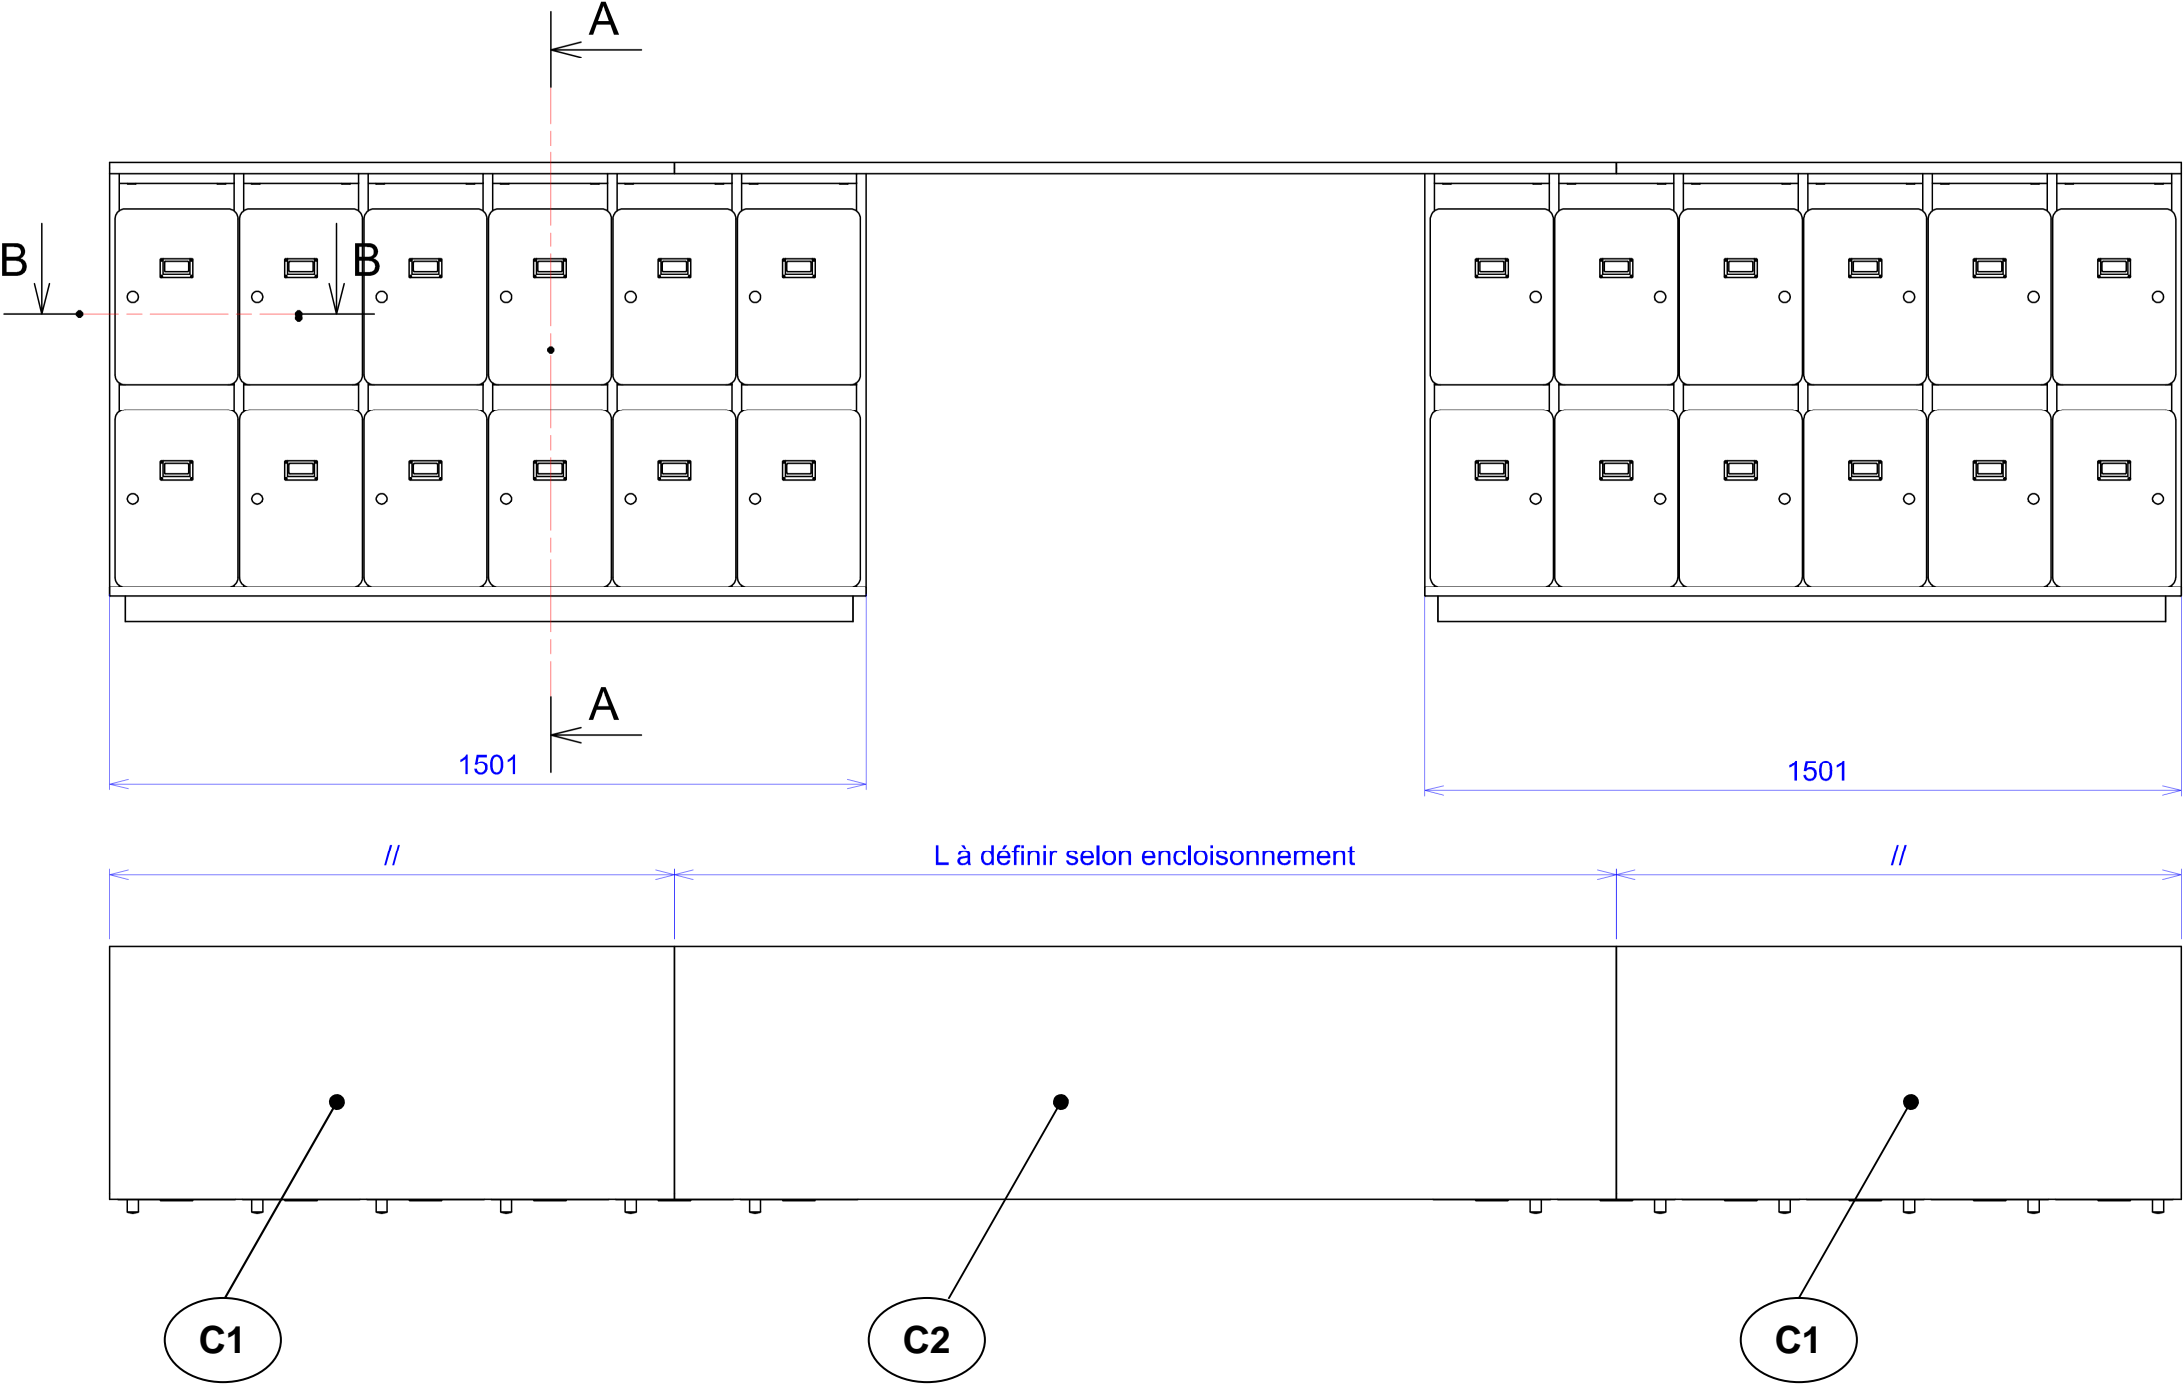 A
B
B
A
1501
1501
//
L à définir selon encloisonnement
//
C1
C2
C1